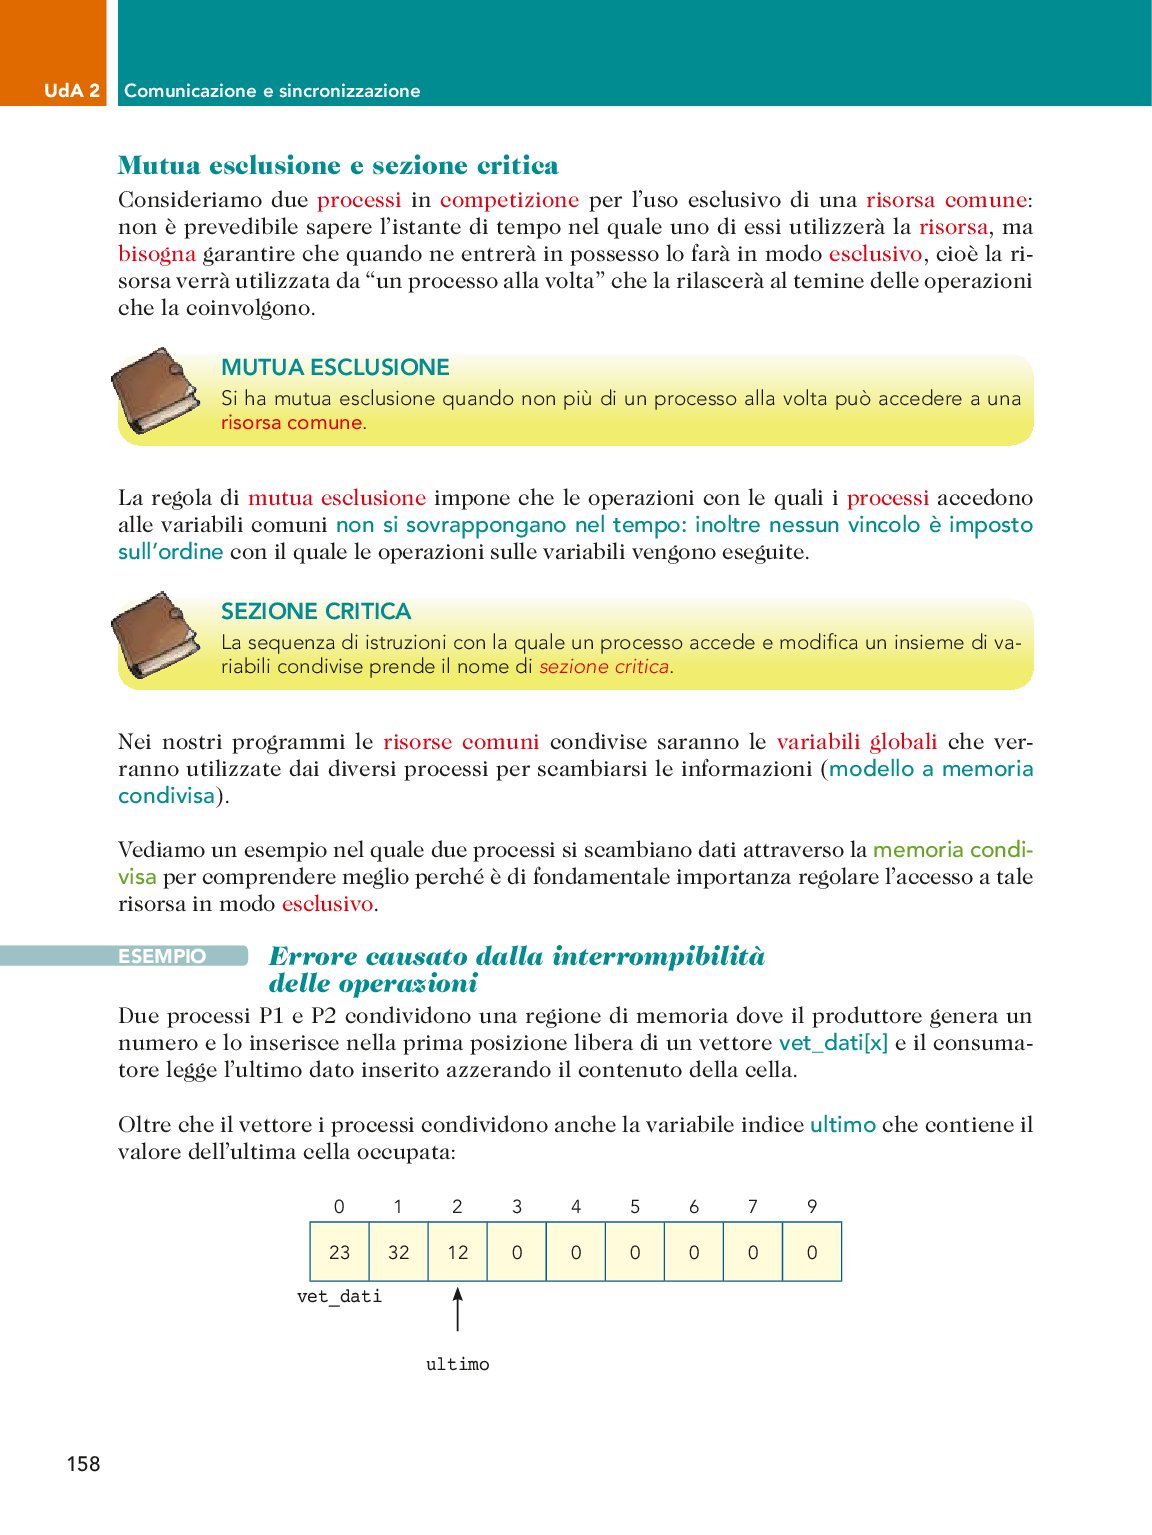 UdA 2 Comunicazione e sincronizzazione
Mutua esclusione e sezione critica
Consideriamo due processi in competizione per l’uso esclusivo di una risorsa comune:
non è prevedibile sapere l’istante di tempo nel quale uno di essi utilizzerà la risorsa, ma
bisogna garantire che quando ne entrerà in possesso lo farà in modo esclusivo, cioè la ri-
sorsa verrà utilizzata da “un processo alla volta” che la rilascerà al temine delle operazioni
che la coinvolgono.
MUTUA ESCLUSIONE
Si ha mutua esclusione quando non più di un processo alla volta può accedere a una
risorsa comune.
La regola di mutua esclusione impone che le operazioni con le quali i processi accedono
alle variabili comuni non si sovrappongano nel tempo: inoltre nessun vincolo è imposto
sull’ordine con il quale le operazioni sulle variabili vengono eseguite.
SEZIONE CRITICA
La sequenza di istruzioni con la quale un processo accede e modifica un insieme di va-
riabili condivise prende il nome di sezione critica.
Nei nostri programmi le risorse comuni condivise saranno le variabili globali che ver-
ranno utilizzate dai diversi processi per scambiarsi le informazioni (modello a memoria
condivisa).
Vediamo un esempio nel quale due processi si scambiano dati attraverso la memoria condi-
visa per comprendere meglio perché è di fondamentale importanza regolare l’accesso a tale
risorsa in modo esclusivo.
ESEMPIO Errore causato dalla interrompibilità
delle operazioni
Due processi P1 e P2 condividono una regione di memoria dove il produttore genera un
numero e lo inserisce nella prima posizione libera di un vettore vet_dati[x] e il consuma-
tore legge l’ultimo dato inserito azzerando il contenuto della cella.
Oltre che il vettore i processi condividono anche la variabile indice ultimo che contiene il
valore dell’ultima cella occupata:
0 1 2 3 4 5 6 7 9
23 32 12 0 0 0 0 0 0
vet_dati
ultimo
158